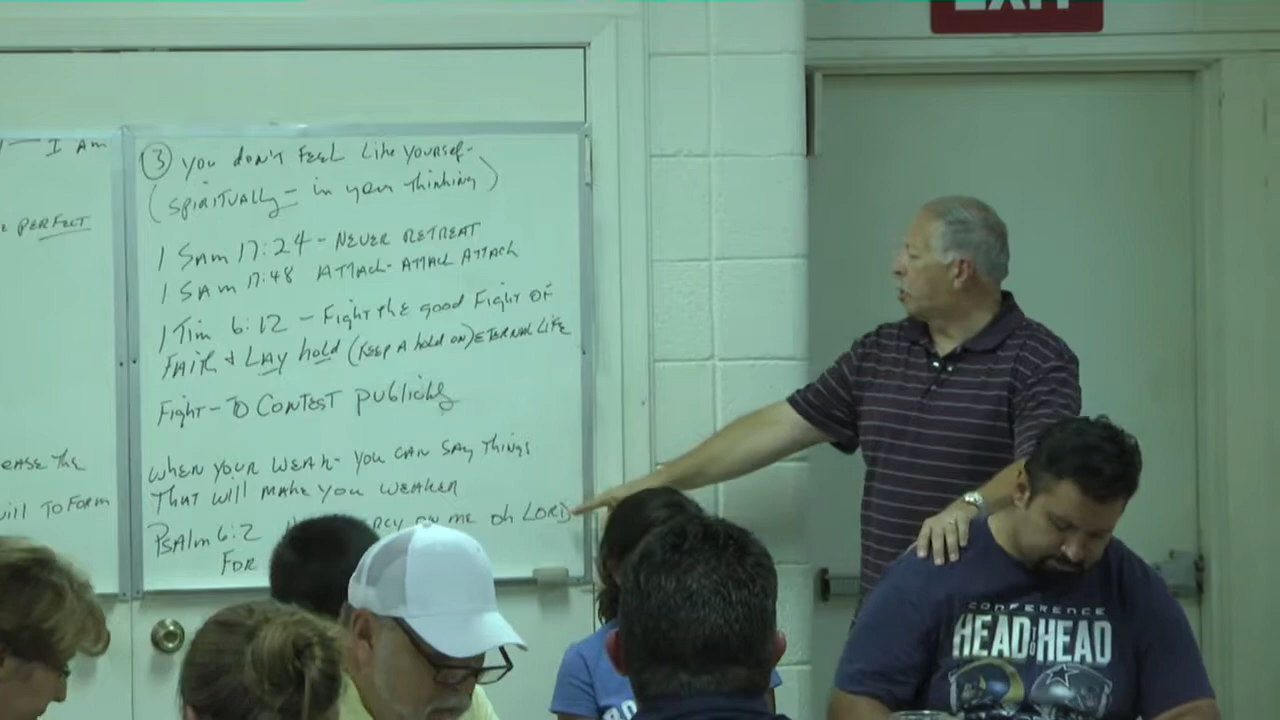 EXIT
I Am
PERFECT
EASE THE
will TO FORM
③ you don't FEEL Like yourself-
(SPIRITUALLY - in your thinking)
1 SAm 17:24 - NEVER RETREAT
1 SAm 17:48 ATTACK - ATTACK ATTACK
1 Tim 6:12 - Fight the good Fight OF
FAITH & LAY hold (KEEP A hold on) ETERNAL LIFE
Fight - TO CONTEST publicly
WHEN YOUR WEAK - YOU CAN SAY Things
THAT will MAKE you WEAKER
PSAlm 6:2 RCY ON ME oh LORD
FOR
CONFERENCE
HEAD TO HEAD